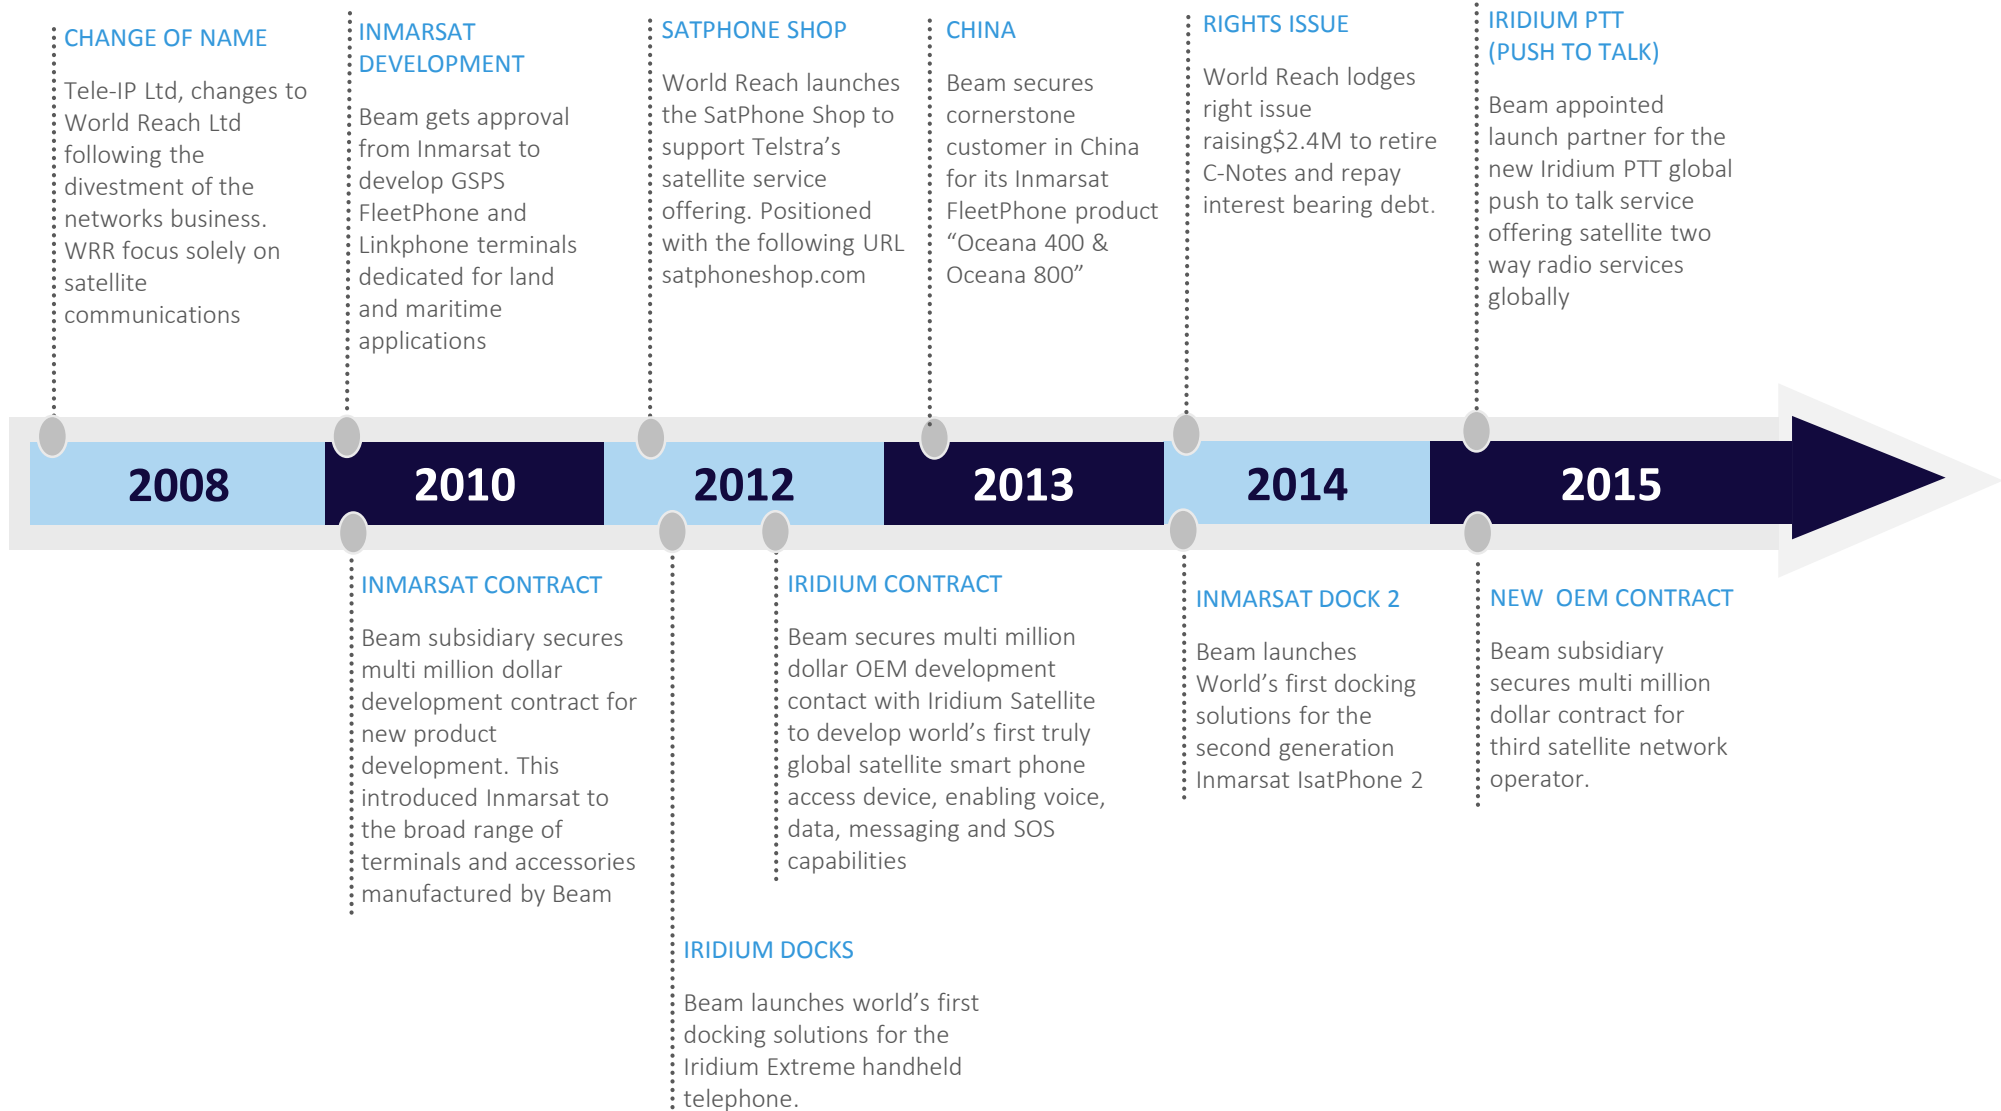 CHANGE OF NAME
Tele-IP Ltd, changes to
World Reach Ltd
following the
divestment of the
networks business.
WRR focus solely on
satellite
communications
INMARSAT
DEVELOPMENT
Beam gets approval
from Inmarsat to
develop GSPS
FleetPhone and
Linkphone terminals
dedicated for land
and maritime
applications
SATPHONE SHOP
World Reach launches
the SatPhone Shop to
support Telstra’s
satellite service
offering. Positioned
with the following URL
satphoneshop.com
CHINA
Beam secures
cornerstone
customer in China
for its Inmarsat
FleetPhone product
“Oceana 400 &
Oceana 800”
RIGHTS ISSUE
World Reach lodges
right issue
raising$2.4M to retire
C-Notes and repay
interest bearing debt.
IRIDIUM PTT
(PUSH TO TALK)
Beam appointed
launch partner for the
new Iridium PTT global
push to talk service
offering satellite two
way radio services
globally
2008
2010
2012
2013
2014
2015
INMARSAT CONTRACT
Beam subsidiary secures
multi million dollar
development contract for
new product
development. This
introduced Inmarsat to
the broad range of
terminals and accessories
manufactured by Beam
IRIDIUM CONTRACT
Beam secures multi million
dollar OEM development
contact with Iridium Satellite
to develop world’s first truly
global satellite smart phone
access device, enabling voice,
data, messaging and SOS
capabilities
INMARSAT DOCK 2
Beam launches
World’s first docking
solutions for the
second generation
Inmarsat IsatPhone 2
NEW  OEM CONTRACT
Beam subsidiary
secures multi million
dollar contract for
third satellite network
operator.
IRIDIUM DOCKS
Beam launches world’s first
docking solutions for the
Iridium Extreme handheld
telephone.